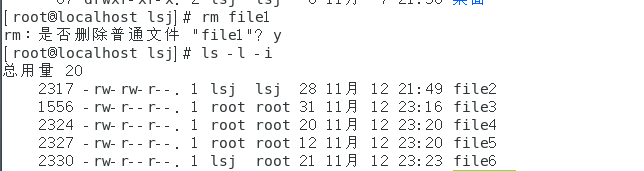 [root@localhost lsj]# rm file1
rm：是否删除普通文件 "file1"？y
[root@localhost lsj]# ls -l -i
总用量 20
2317 -rw-rw-r--. 1 lsj lsj 28 11月 12 21:49 file2
1556 -rw-r--r--. 1 root root 31 11月 12 23:16 file3
2324 -rw-r--r--. 1 root root 20 11月 12 23:20 file4
2327 -rw-r--r--. 1 root root 12 11月 12 23:20 file5
2330 -rw-r--r--. 1 lsj root 21 11月 12 23:23 file6